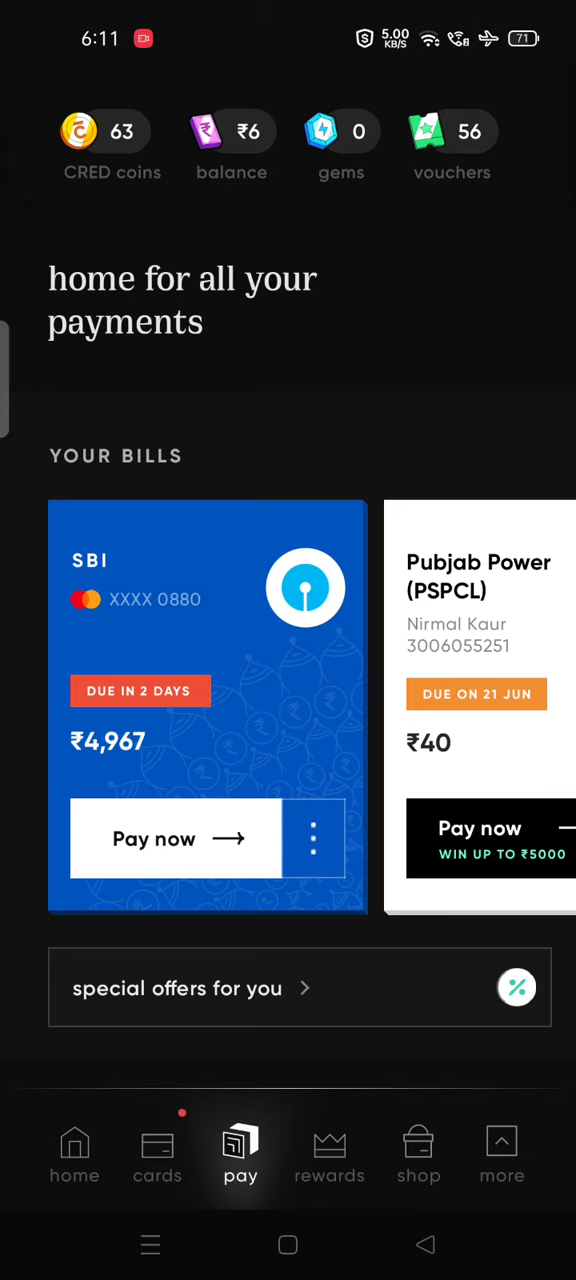 6:11
5.00
KB/S
71
63
₹6
0
56
CRED coins
balance
gems
vouchers
home for all your
payments
YOUR BILLS
SBI
XXXX 0880
DUE IN 2 DAYS
₹4,967
Pay now
Pubjab Power
(PSPCL)
Nirmal Kaur
3006055251
DUE ON 21 JUN
₹40
Pay now
WIN UP TO ₹5000
special offers for you
home
cards
pay
rewards
shop
more